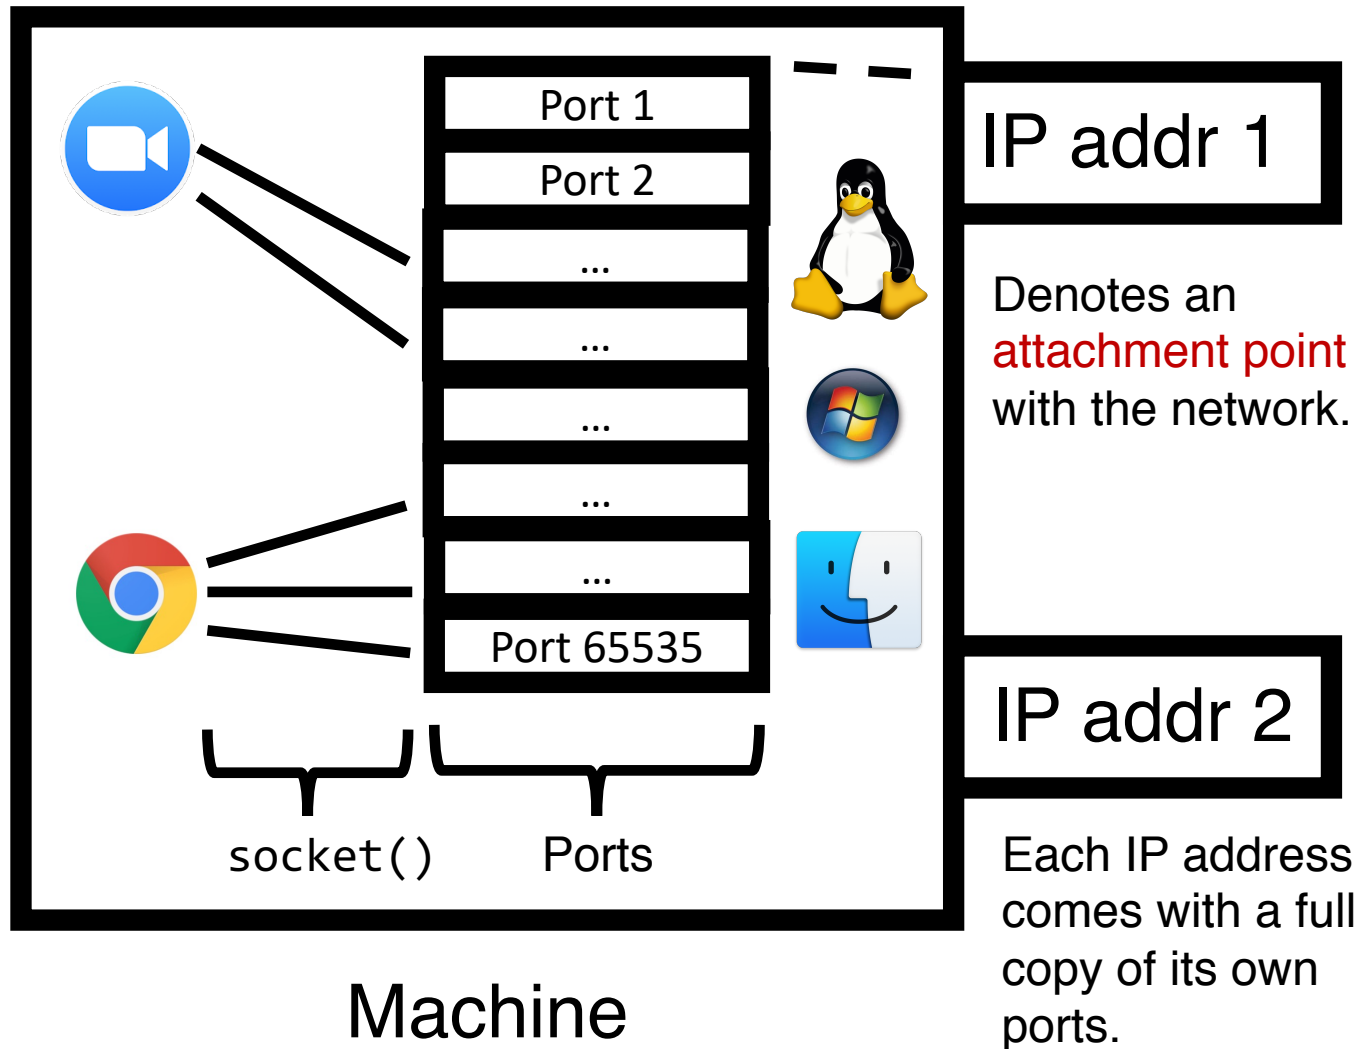 Port 1
Port 2
...
...
...
...
...
Port 65535
socket()
Ports
Machine
IP addr 1
Denotes an
attachment point
with the network.
IP addr 2
Each IP address
comes with a full
copy of its own
ports.